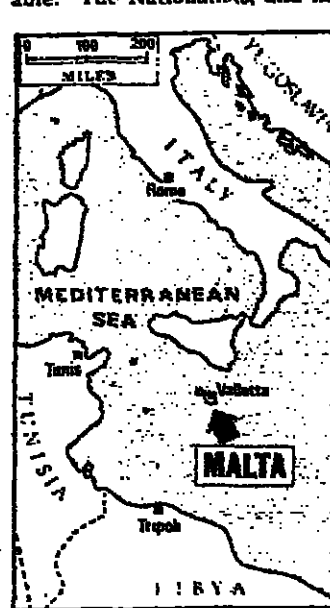 able. The Nationalists, and
0 100 200
MILES
YUGOSLAVIA
ITALY
Rome
MEDITERRANEAN
SEA
Tunis
Valletta
TUNISIA
MALTA
Tripoli
LIBYA